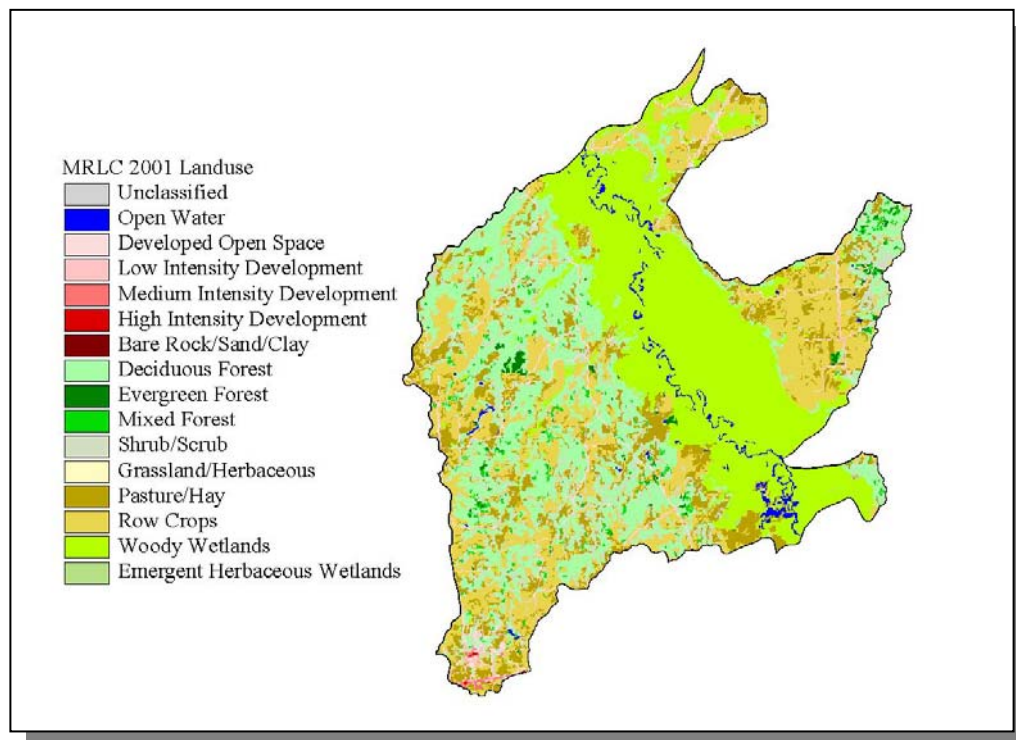 MRLC 2001 Landuse
Unclassified
Open Water
Developed Open Space
Low Intensity Development
Medium Intensity Development
High Intensity Development
Bare Rock/Sand/Clay
Deciduous Forest
Evergreen Forest
Mixed Forest
Shrub/Scrub
Grassland/Herbaceous
Pasture/Hay
Row Crops
Woody Wetlands
Emergent Herbaceous Wetlands